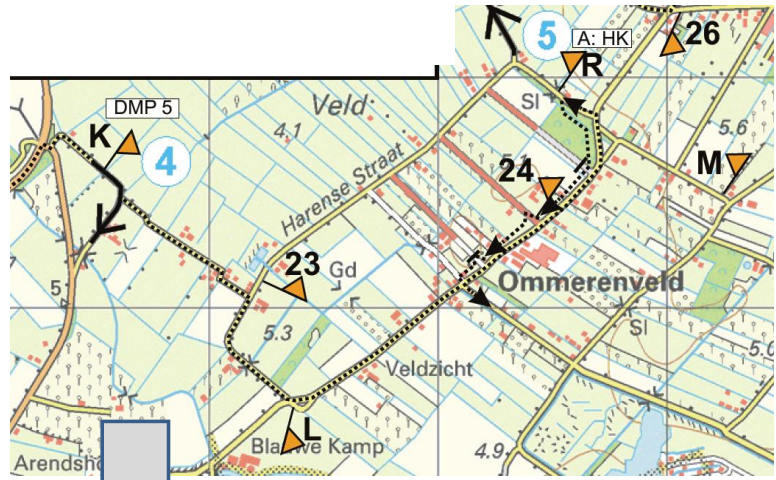 5
A: HK
26
R
DMP 5
Veld
Sl
5.6
K
4
4.1
M
24
Harense Straat
23
Gd
Ommerenveld
5
5.3
Sl
Veldzicht
5.0
L
Blauwe Kamp
4.9
Arendsho